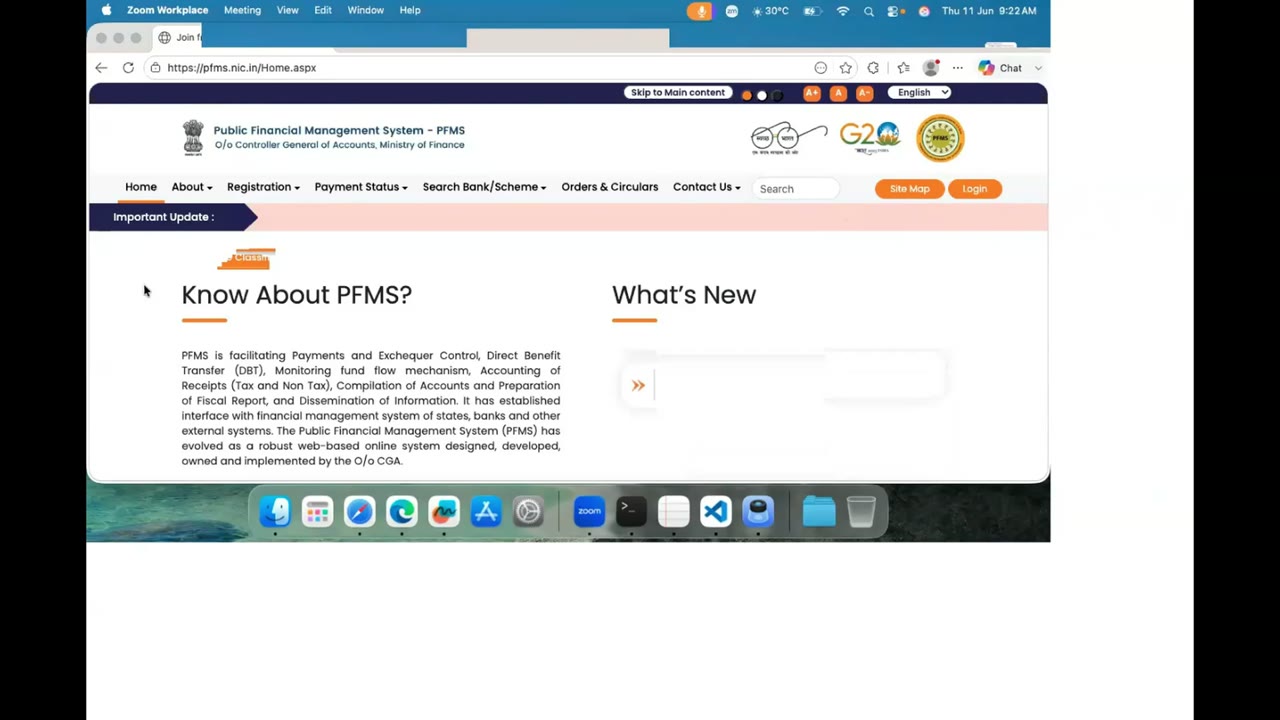 Zoom Workplace Meeting View Edit Window Help zm 30°C Thu 11 Jun 9:22 AM
Join f
https://pfms.nic.in/Home.aspx Chat
Skip to Main content A+ A A- English
Public Financial Management System - PFMS
O/o Controller General of Accounts, Ministry of Finance
G20
PFMS
Home About Registration Payment Status Search Bank/Scheme Orders & Circulars Contact Us Search Site Map Login
Important Update :
Know About PFMS?
What's New
PFMS is facilitating Payments and Exchequer Control, Direct Benefit
Transfer (DBT), Monitoring fund flow mechanism, Accounting of
Receipts (Tax and Non Tax), Compilation of Accounts and Preparation
of Fiscal Report, and Dissemination of Information. It has established
interface with financial management system of states, banks and other
external systems. The Public Financial Management System (PFMS) has
evolved as a robust web-based online system designed, developed,
owned and implemented by the O/o CGA.
zoom